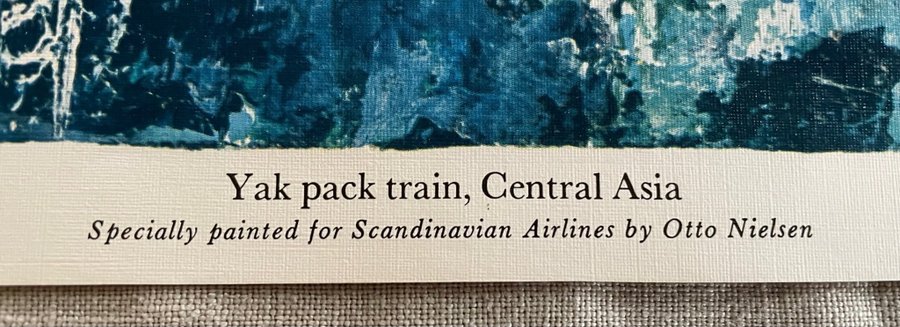 Yak pack train, Central Asia
Specially painted for Scandinavian Airlines by Otto Nielsen